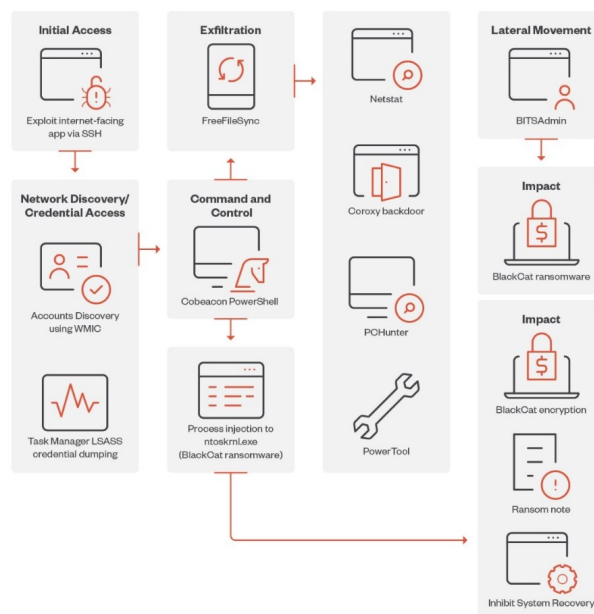 Initial Access
Exploit internet-facing
app via SSH
Network Discovery/
Credential Access
Accounts Discovery
using WMIC
Task Manager LSASS
credential dumping
Exfiltration
FreeFileSync
Command and
Control
Cobeacon PowerShell
Process injection to
ntoskrnl.exe
(BlackCat ransomware)
Netstat
Coroxy backdoor
PCHunter
PowerTool
Lateral Movement
BITSAdmin
Impact
BlackCat ransomware
Impact
BlackCat encryption
Ransom note
Inhibit System Recovery